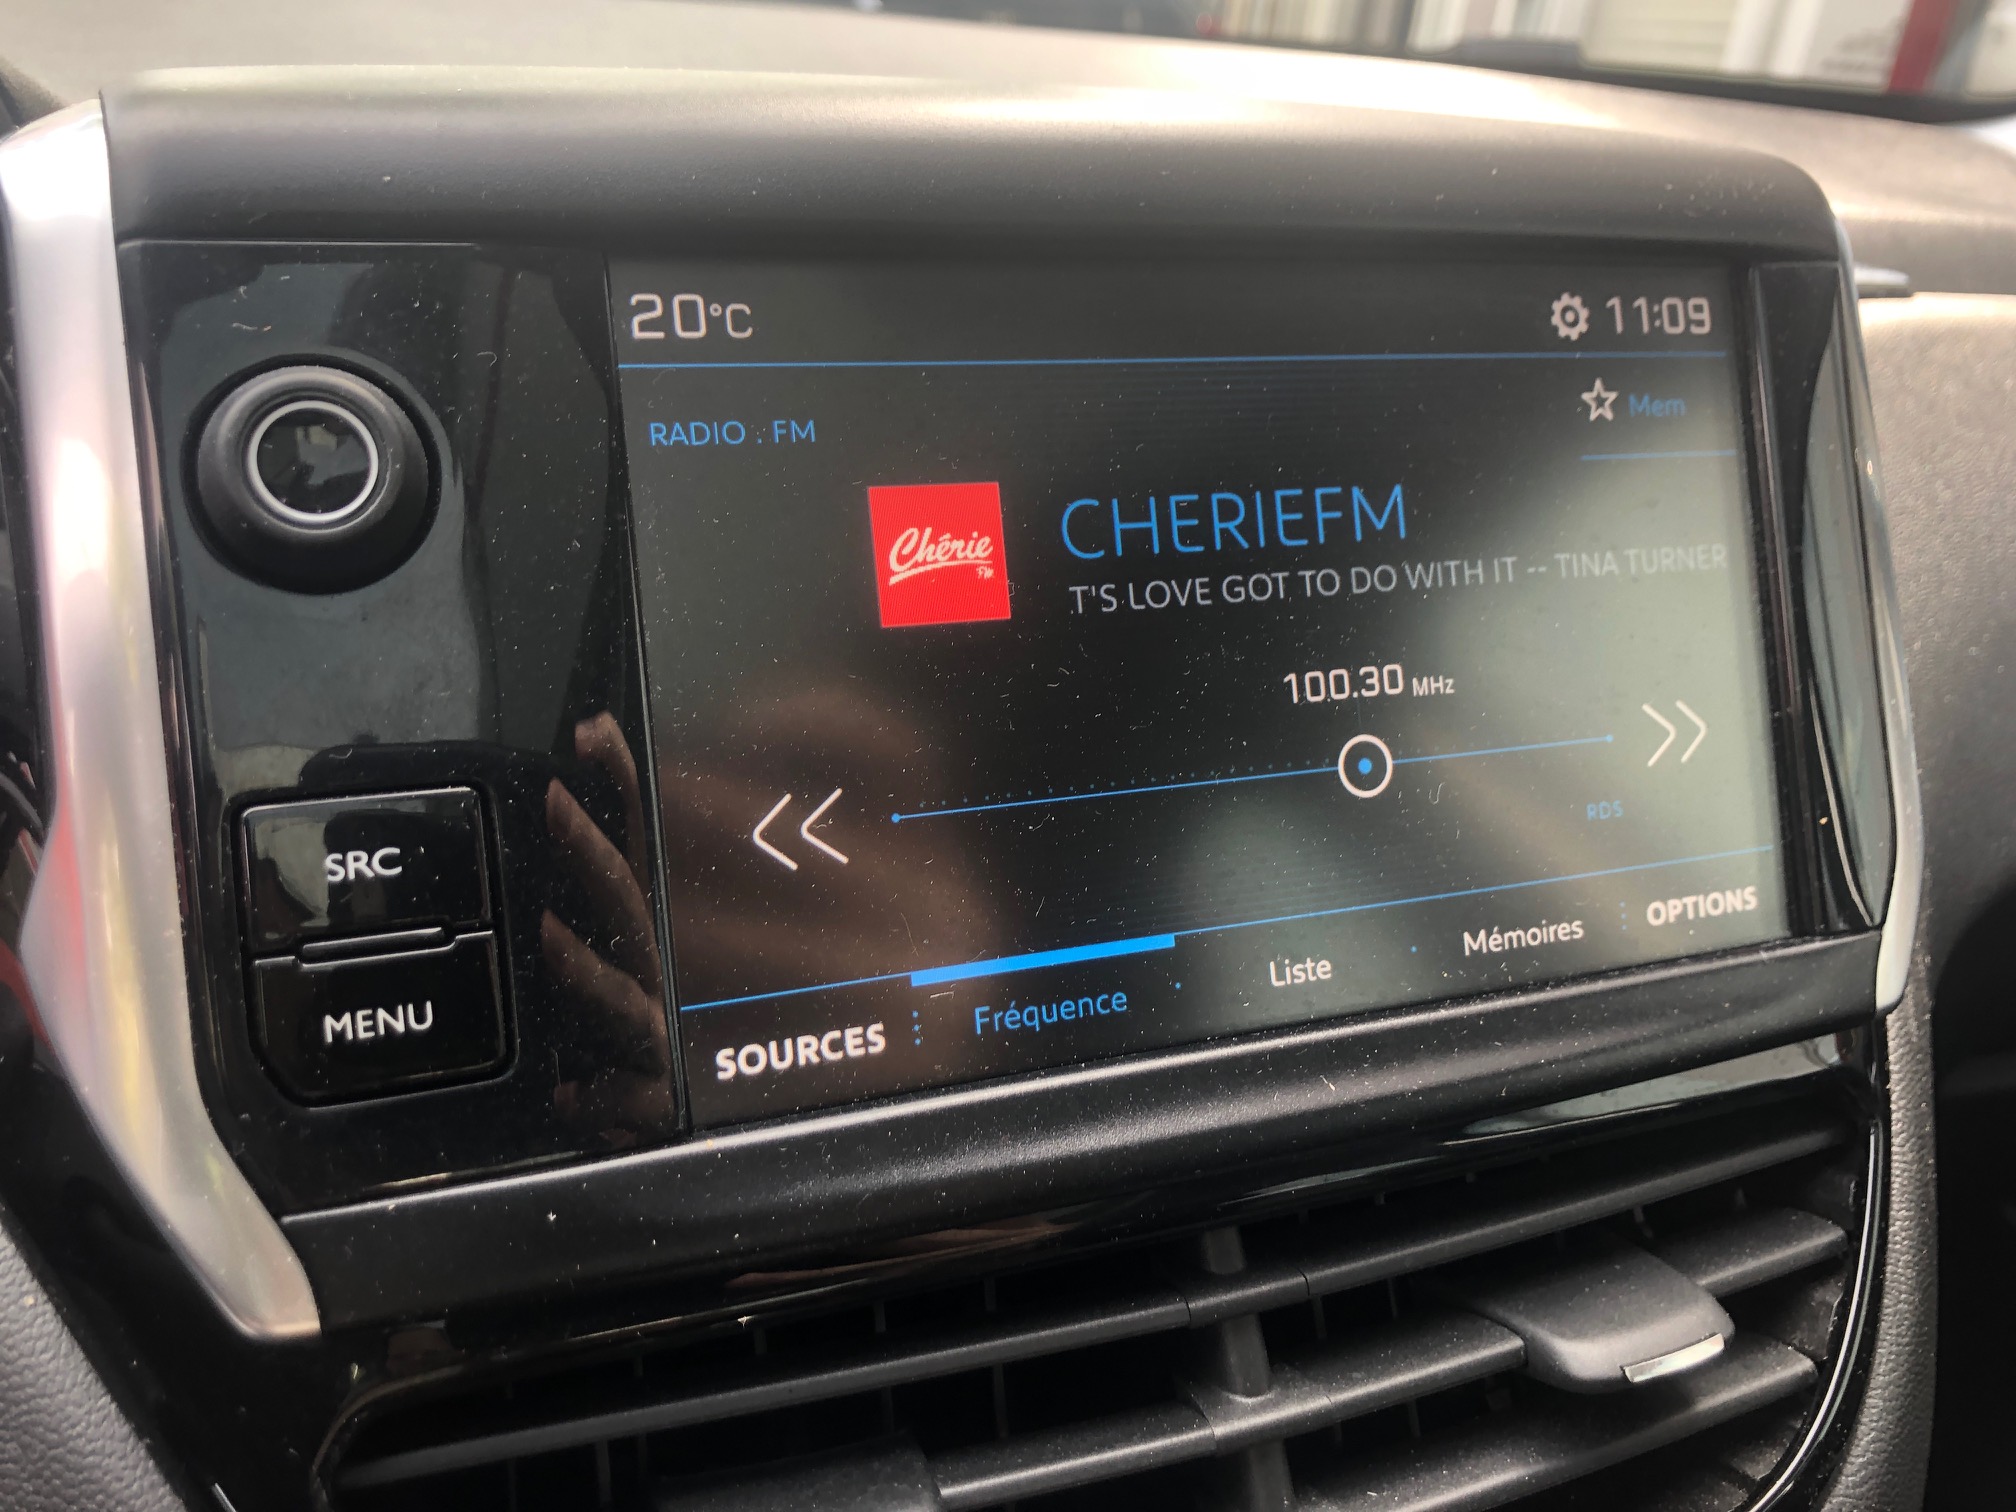 20°C
11:09
RADIO : FM
Mem
Chérie
FM
CHERIEFM
T'S LOVE GOT TO DO WITH IT -- TINA TURNER
100.30 MHz
RDS
SRC
MENU
SOURCES
Fréquence
Liste
Mémoires
OPTIONS